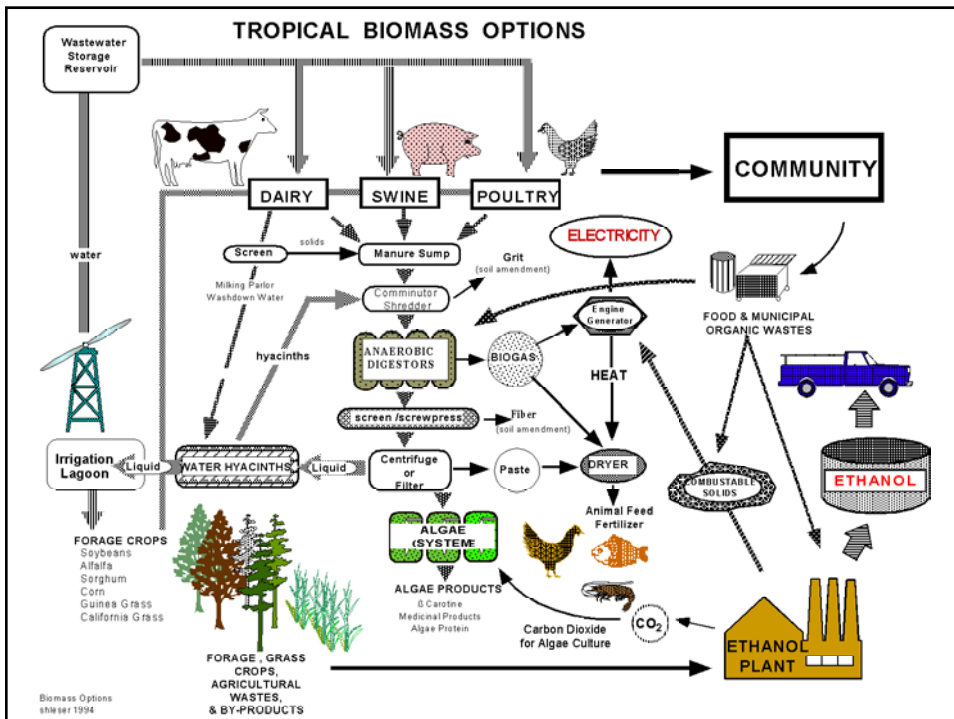 TROPICAL BIOMASS OPTIONS
Wastewater
Storage
Reservoir
DAIRY
SWINE
POULTRY
COMMUNITY
water
Screen
solids
Manure Sump
Milking Parlor
Washdown Water
Comminutor
Shredder
Grit
(soil amendment)
ELECTRICITY
Engine
Generator
FOOD & MUNICIPAL
ORGANIC WASTES
hyacinths
ANAEROBIC
DIGESTORS
BIOGAS
HEAT
screen /screwpress
Fiber
(soil amendment)
Irrigation
Lagoon
Liquid
WATER HYACINTHS
Liquid
Centrifuge
or
Filter
Paste
DRYER
COMBUSTABLE
SOLIDS
ETHANOL
Animal Feed
Fertilizer
FORAGE CROPS
Soybeans
Alfalfa
Sorghum
Corn
Guinea Grass
California Grass
ALGAE
(SYSTEM)
ALGAE PRODUCTS
ß Carotine
Medicinal Products
Algae Protein
Carbon Dioxide
for Algae Culture
CO2
ETHANOL
PLANT
FORAGE , GRASS
CROPS,
AGRICULTURAL
WASTES,
& BY-PRODUCTS
Biomass Options
shleser 1994